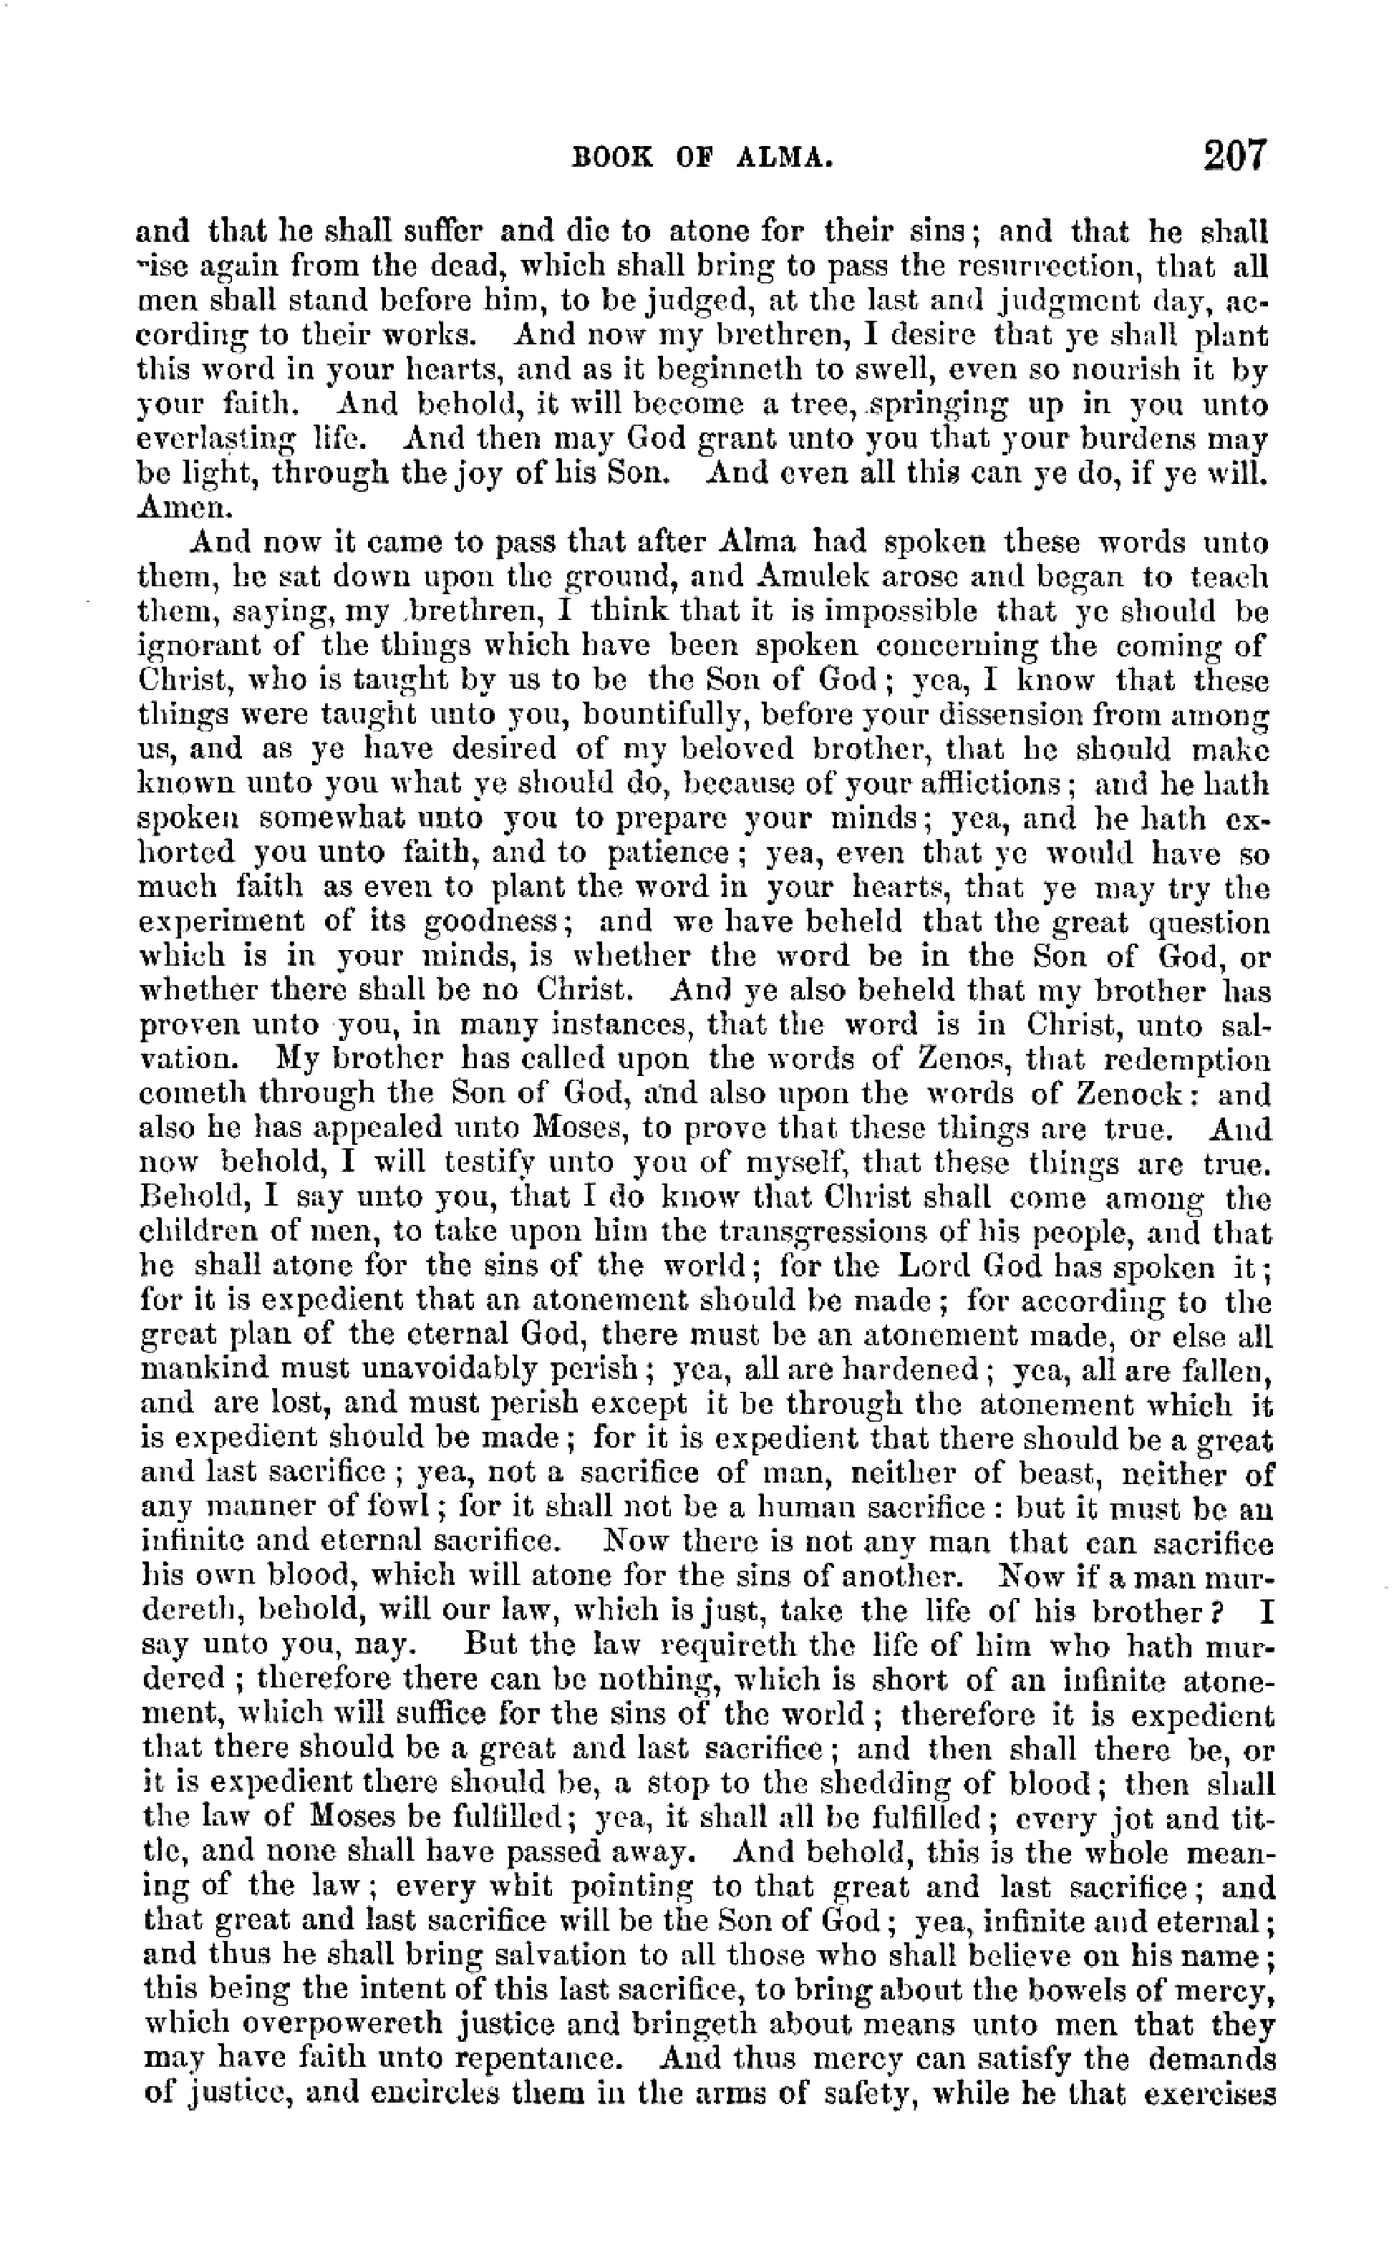 BOOK OF ALMA. 207
and that he shall suffer and die to atone for their sins; and that he shall
rise again from the dead, which shall bring to pass the resurrection, that all
men shall stand before him, to be judged, at the last and judgment day, ac-
cording to their works. And now my brethren, I desire that ye shall plant
this word in your hearts, and as it beginneth to swell, even so nourish it by
your faith. And behold, it will become a tree, springing up in you unto
everlasting life. And then may God grant unto you that your burdens may
be light, through the joy of his Son. And even all this can ye do, if ye will.
Amen.
And now it came to pass that after Alma had spoken these words unto
them, he sat down upon the ground, and Amulek arose and began to teach
them, saying, my brethren, I think that it is impossible that ye should be
ignorant of the things which have been spoken concerning the coming of
Christ, who is taught by us to be the Son of God; yea, I know that these
things were taught unto you, bountifully, before your dissension from among
us, and as ye have desired of my beloved brother, that he should make
known unto you what ye should do, because of your afflictions; and he hath
spoken somewhat unto you to prepare your minds; yea, and he hath ex-
horted you unto faith, and to patience; yea, even that ye would have so
much faith as even to plant the word in your hearts, that ye may try the
experiment of its goodness; and we have beheld that the great question
which is in your minds, is whether the word be in the Son of God, or
whether there shall be no Christ. And ye also beheld that my brother has
proven unto you, in many instances, that the word is in Christ, unto sal-
vation. My brother has called upon the words of Zenos, that redemption
cometh through the Son of God, and also upon the words of Zenock: and
also he has appealed unto Moses, to prove that these things are true. And
now behold, I will testify unto you of myself, that these things are true.
Behold, I say unto you, that I do know that Christ shall come among the
children of men, to take upon him the transgressions of his people, and that
he shall atone for the sins of the world; for the Lord God has spoken it;
for it is expedient that an atonement should be made; for according to the
great plan of the eternal God, there must be an atonement made, or else all
mankind must unavoidably perish; yea, all are hardened; yea, all are fallen,
and are lost, and must perish except it be through the atonement which it
is expedient should be made; for it is expedient that there should be a great
and last sacrifice; yea, not a sacrifice of man, neither of beast, neither of
any manner of fowl; for it shall not be a human sacrifice: but it must be an
infinite and eternal sacrifice. Now there is not any man that can sacrifice
his own blood, which will atone for the sins of another. Now if a man mur-
dereth, behold, will our law, which is just, take the life of his brother? I
say unto you, nay. But the law requireth the life of him who hath mur-
dered; therefore there can be nothing, which is short of an infinite atone-
ment, which will suffice for the sins of the world; therefore it is expedient
that there should be a great and last sacrifice; and then shall there be, or
it is expedient there should be, a stop to the shedding of blood; then shall
the law of Moses be fulfilled; yea, it shall all be fulfilled; every jot and tit-
tle, and none shall have passed away. And behold, this is the whole mean-
ing of the law; every whit pointing to that great and last sacrifice; and
that great and last sacrifice will be the Son of God; yea, infinite and eternal;
and thus he shall bring salvation to all those who shall believe on his name;
this being the intent of this last sacrifice, to bring about the bowels of mercy,
which overpowereth justice and bringeth about means unto men that they
may have faith unto repentance. And thus mercy can satisfy the demands
of justice, and encircles them in the arms of safety, while he that exercises